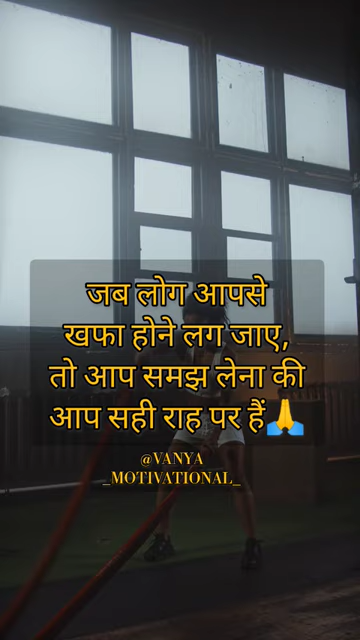 जब लोग आपसे
खफा होने लग जाए,
तो आप समझ लेना की
आप सही राह पर हैं🙏
@VANYA
_MOTIVATIONAL_